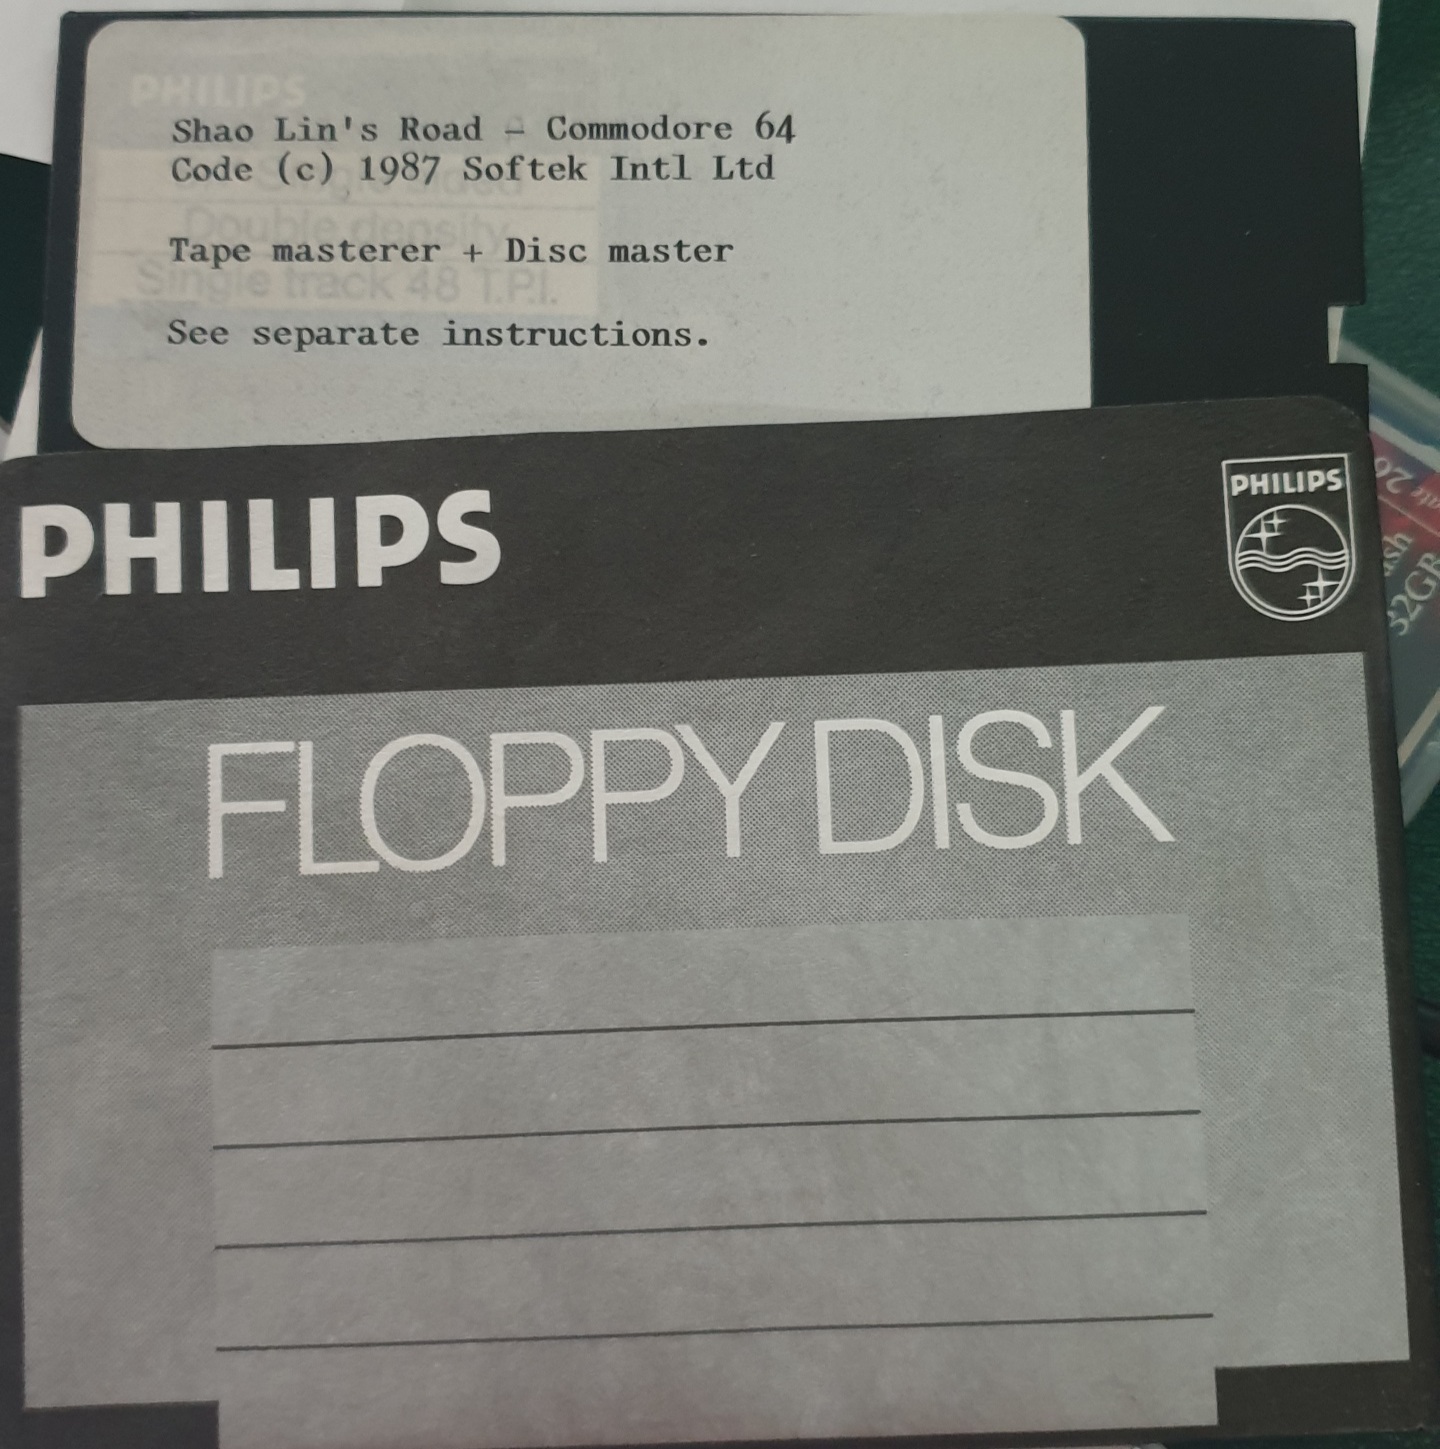 PHILIPS
Shao Lin's Road - Commodore 64
Code (c) 1987 Softek Intl Ltd
Double density
Tape masterer + Disc master
Single track 48 T.P.I.
See separate instructions.
PHILIPS
PHILIPS
FLOPPY DISK
32GB